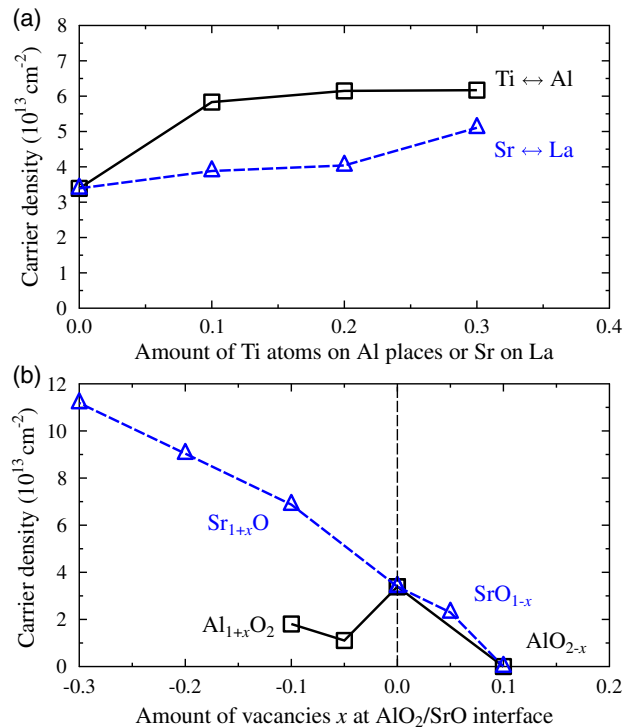 (a)
8
7
6
5
4
3
2
1
0
Carrier density (10¹³ cm⁻²)
Ti ↔ Al
Sr ↔ La
0.0 0.1 0.2 0.3 0.4
Amount of Ti atoms on Al places or Sr on La
(b)
12
10
8
6
4
2
0
Carrier density (10¹³ cm⁻²)
Sr₁₊ₓO
SrO₁₋ₓ
Al₁₊ₓO₂
AlO₂₋ₓ
-0.3 -0.2 -0.1 0.0 0.1 0.2
Amount of vacancies x at AlO₂/SrO interface